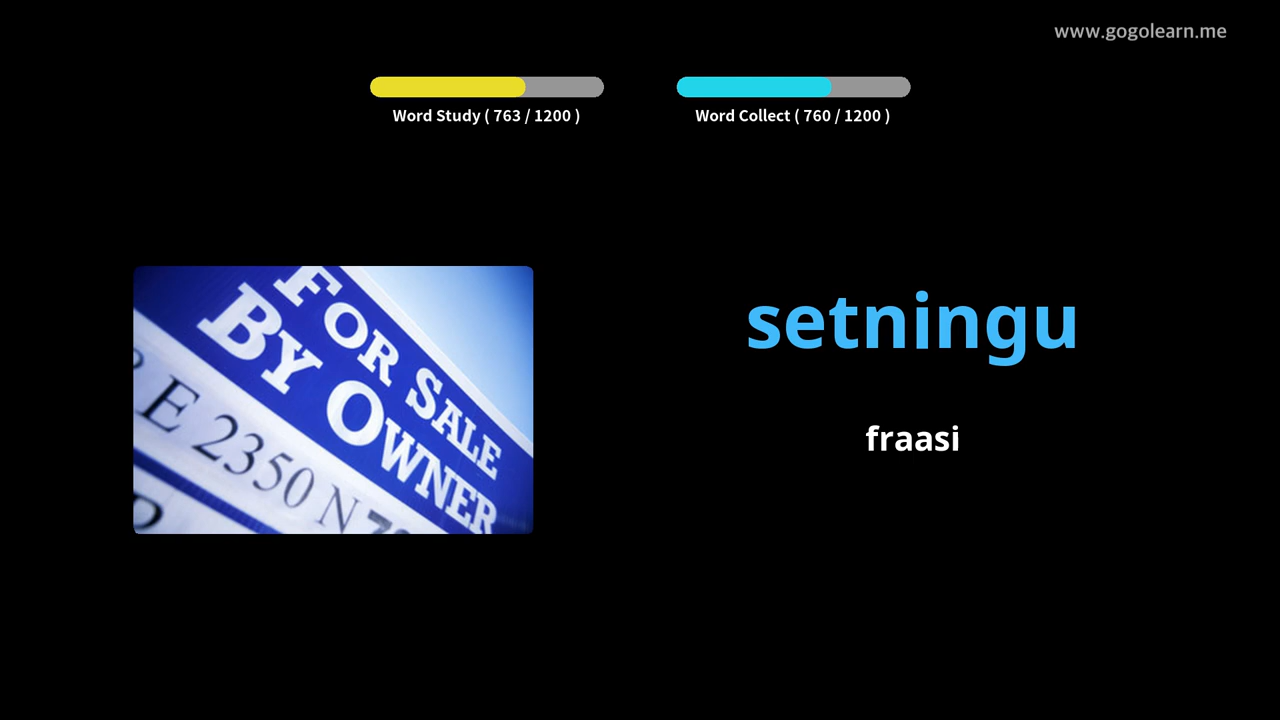 www.gogolearn.me
Word Study ( 763 / 1200 )
Word Collect ( 760 / 1200 )
FOR SALE
BY OWNER
E 2350 N
setningu
fraasi